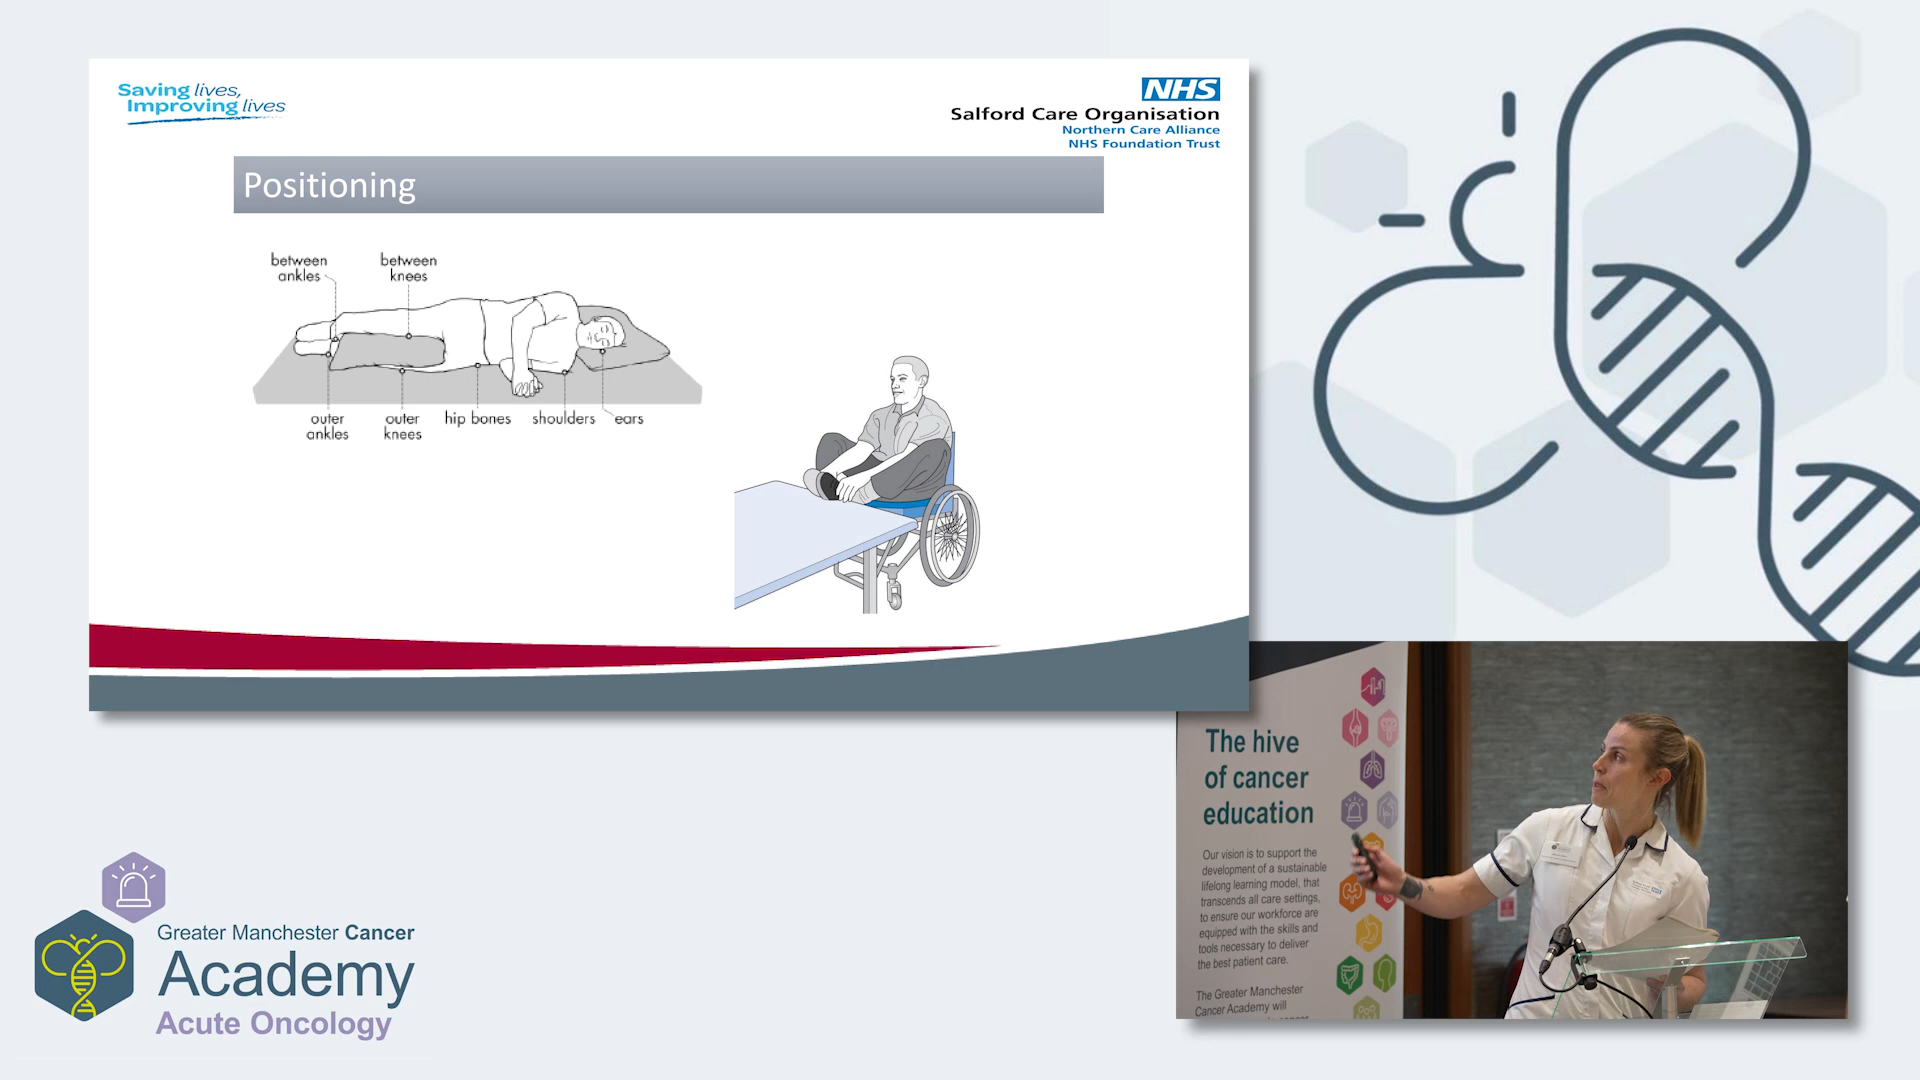 Saving lives,
Improving lives
NHS
Salford Care Organisation
Northern Care Alliance
NHS Foundation Trust
Positioning
between
ankles
between
knees
outer
ankles
outer
knees
hip bones
shoulders
ears
The hive
of cancer
education
Our vision is to support the
development of a sustainable
lifelong learning model, that
transcends all care settings,
to ensure our workforce are
equipped with the skills and
tools necessary to deliver
the best patient care.
The Greater Manchester
Cancer Academy will
Greater Manchester Cancer
Academy
Acute Oncology